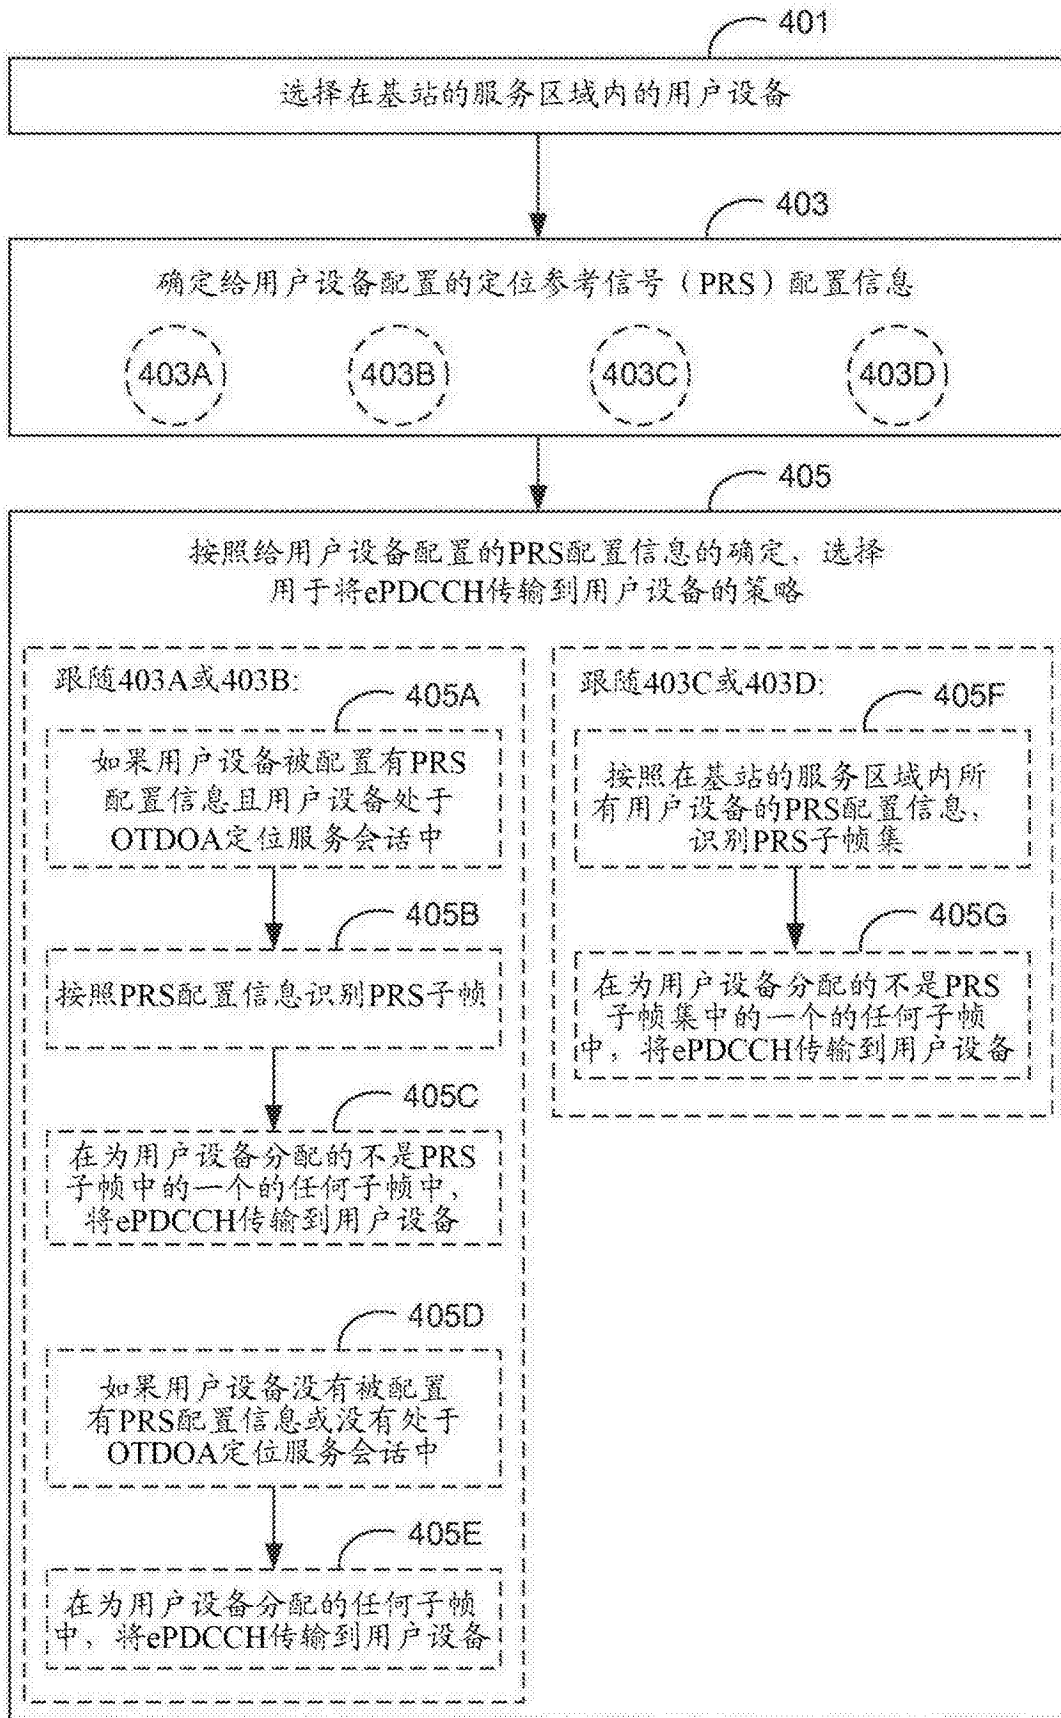 401
选择在基站的服务区域内的用户设备
403
确定给用户设备配置的定位参考信号（PRS）配置信息
403A
403B
403C
403D
405
按照给用户设备配置的PRS配置信息的确定，选择
用于将ePDCCH传输到用户设备的策略
跟随403A或403B:
405A
如果用户设备被配置有PRS
配置信息且用户设备处于
OTDOA定位服务会话中
405B
按照PRS配置信息识别PRS子帧
405C
在为用户设备分配的不是PRS
子帧中的一个的任何子帧中，
将ePDCCH传输到用户设备
405D
如果用户设备没有被配置
有PRS配置信息或没有处于
OTDOA定位服务会话中
405E
在为用户设备分配的任何子帧
中，将ePDCCH传输到用户设备
跟随403C或403D:
405F
按照在基站的服务区域内所
有用户设备的PRS配置信息，
识别PRS子帧集
405G
在为用户设备分配的不是PRS
子帧集中的一个的任何子帧
中，将ePDCCH传输到用户设备